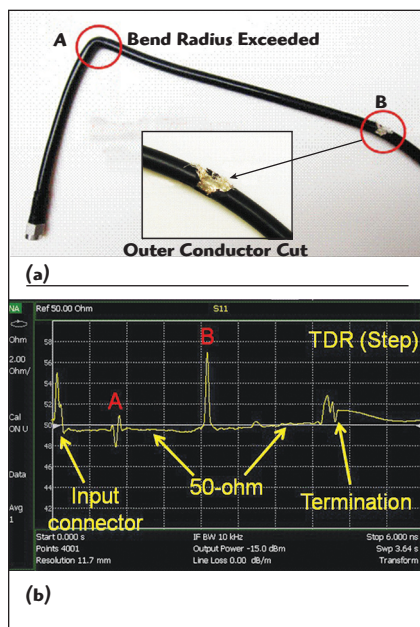 A Bend Radius Exceeded
B
Outer Conductor Cut
(a)
NA Ref 50.00 Ohm S11
Ohm
2.00
Ohm/
Cal
ON U
Data
Avg
1
58
56
54
52
50
48
46
44
42
TDR (Step)
B
A
50-ohm
Input
connector
Termination
Start 0.000 s IF BW 10 kHz Stop 6.000 ns
Points 4001 Output Power -15.0 dBm Swp 3.64 s
Resolution 11.7 mm Line Loss 0.00 dB/m Transform
(b)